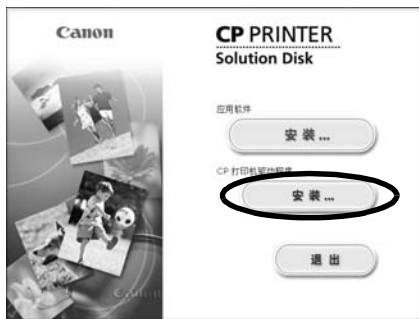 Canon
CP PRINTER
Solution Disk
应用软件
安 装 ...
CP 打印机驱动程序
安 装 ...
退 出
Canon